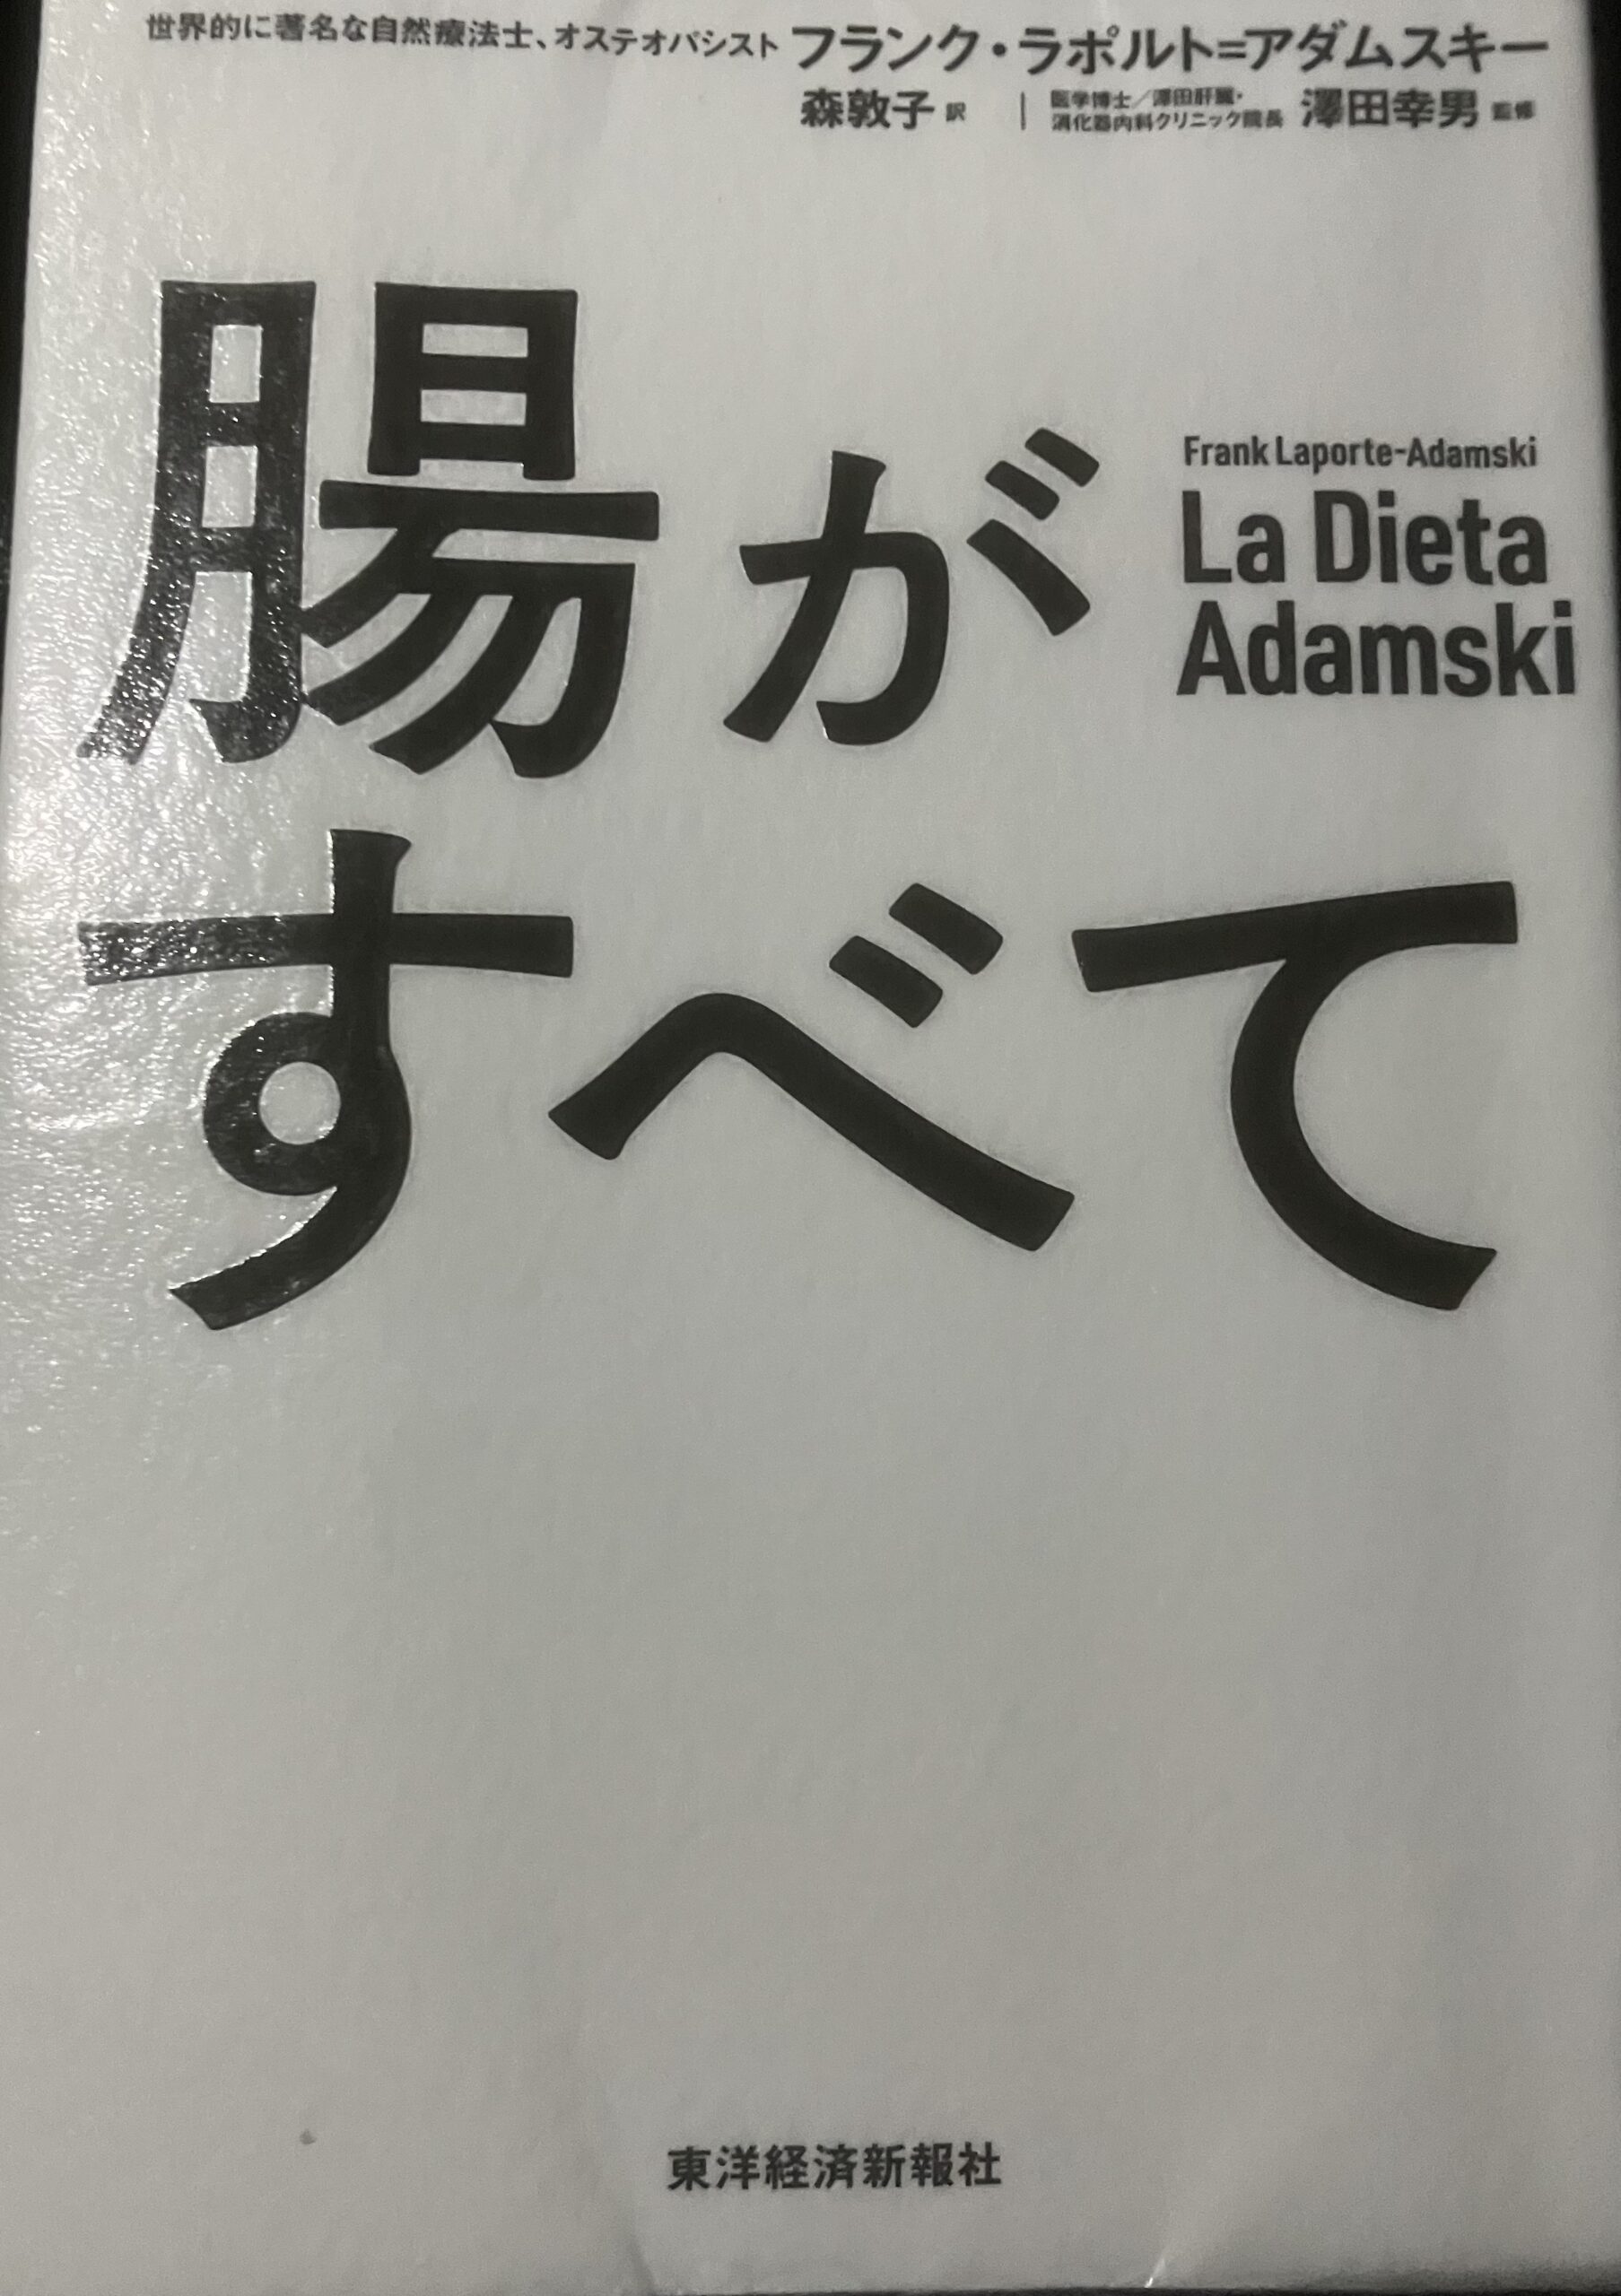 世界的に著名な自然療法士、オステオパシスト フランク・ラポルト=アダムスキー
森敦子 訳 | 医学博士／澤田肝臓・
消化器内科クリニック院長 澤田幸男 監修
腸が
Frank Laporte-Adamski
La Dieta
Adamski
すべて
東洋経済新報社